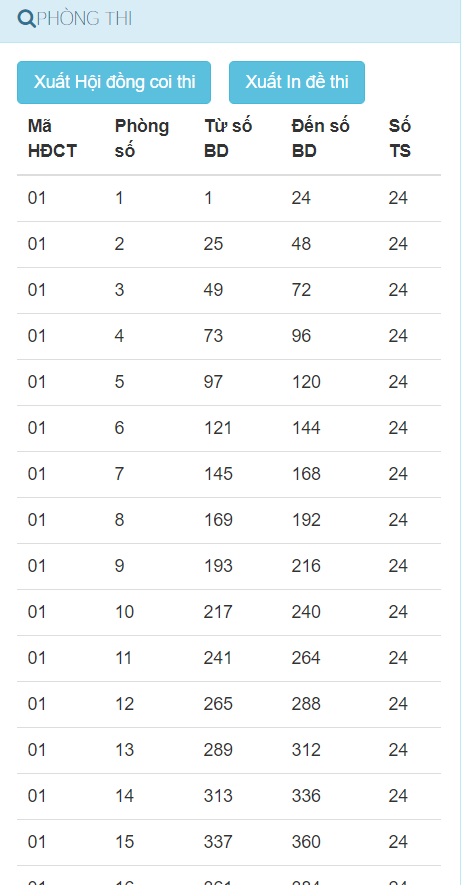 PHÒNG THI
Xuất Hội đồng coi thi Xuất In đề thi
Mã HĐCT Phòng số Từ số BD Đến số BD Số TS
01 1 1 24 24
01 2 25 48 24
01 3 49 72 24
01 4 73 96 24
01 5 97 120 24
01 6 121 144 24
01 7 145 168 24
01 8 169 192 24
01 9 193 216 24
01 10 217 240 24
01 11 241 264 24
01 12 265 288 24
01 13 289 312 24
01 14 313 336 24
01 15 337 360 24
01 16 361 384 24